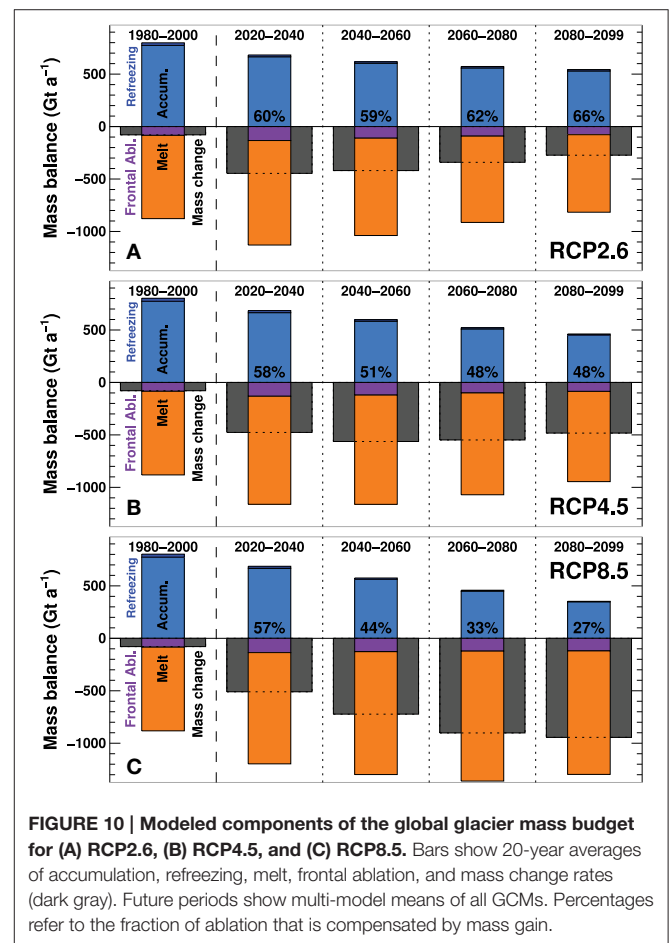 1980–2000 2020–2040 2040–2060 2060–2080 2080–2099
Mass balance (Gt a⁻¹)
500
0
−500
−1000
Refreezing
Accum.
Frontal Abl.
Melt
Mass change
60% 59% 62% 66%
A
RCP2.6
1980–2000 2020–2040 2040–2060 2060–2080 2080–2099
Mass balance (Gt a⁻¹)
500
0
−500
−1000
Refreezing
Accum.
Frontal Abl.
Melt
Mass change
58% 51% 48% 48%
B
RCP4.5
1980–2000 2020–2040 2040–2060 2060–2080 2080–2099
RCP8.5
Mass balance (Gt a⁻¹)
500
0
−500
−1000
Refreezing
Accum.
Frontal Abl.
Melt
Mass change
57% 44% 33% 27%
C
FIGURE 10 | Modeled components of the global glacier mass budget
for (A) RCP2.6, (B) RCP4.5, and (C) RCP8.5. Bars show 20-year averages
of accumulation, refreezing, melt, frontal ablation, and mass change rates
(dark gray). Future periods show multi-model means of all GCMs. Percentages
refer to the fraction of ablation that is compensated by mass gain.